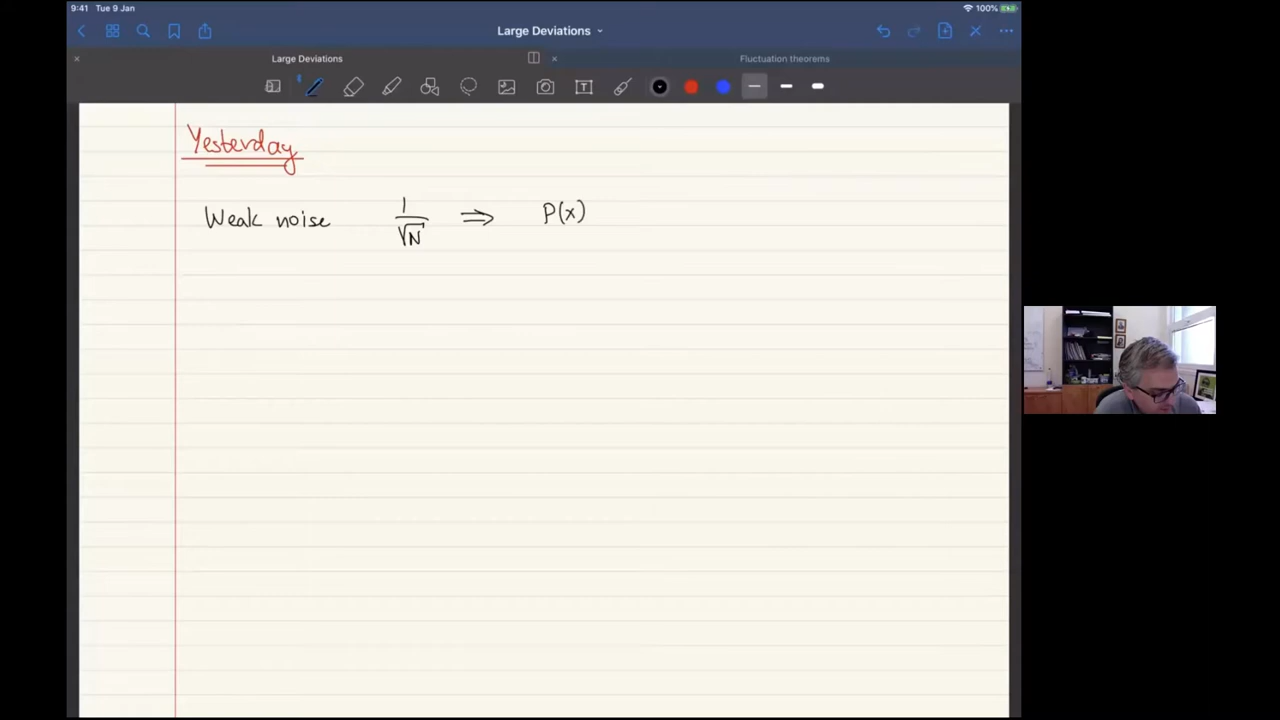 9:41 Tue 9 Jan
100%
Large Deviations
Large Deviations
Fluctuation theorems
T
Yesterday
Weak noise 1/√N ⇒ P(x)